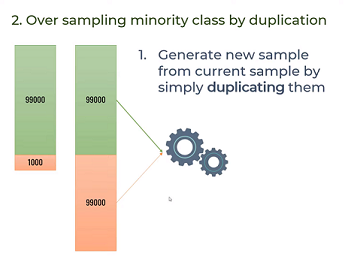 2. Over sampling minority class by duplication
1. Generate new sample
from current sample by
simply duplicating them
99000
99000
1000
99000